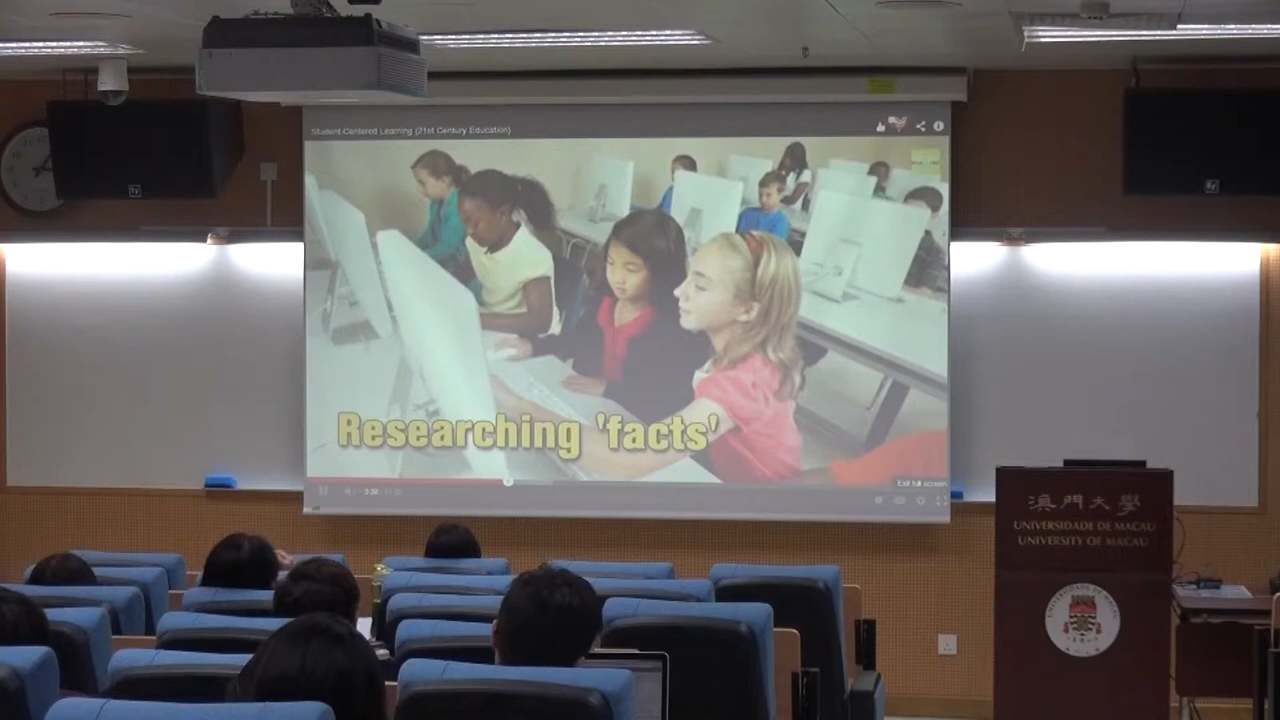 Student-Centered Learning (21st Century Education)
Researching 'facts'
Exit full screen
澳門大學
UNIVERSIDADE DE MACAU
UNIVERSITY OF MACAU